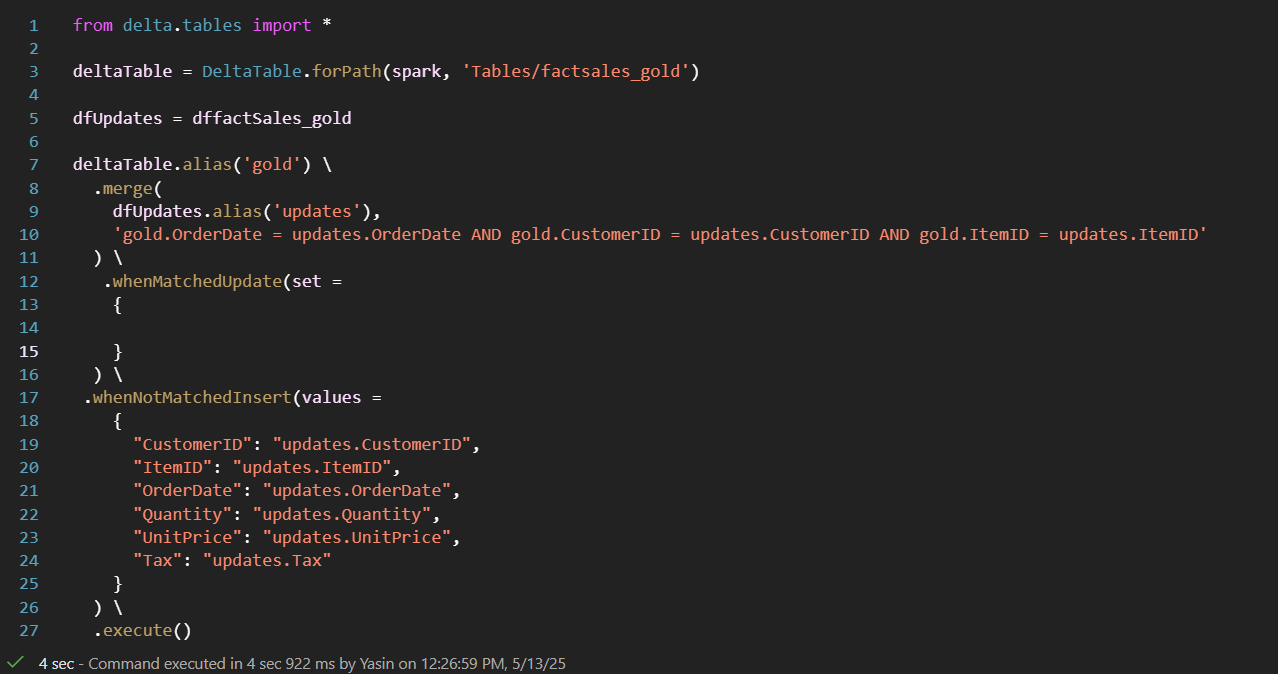 1 from delta.tables import *
2
3 deltaTable = DeltaTable.forPath(spark, 'Tables/factsales_gold')
4
5 dfUpdates = dffactSales_gold
6
7 deltaTable.alias('gold') \
8 .merge(
9 dfUpdates.alias('updates'),
10 'gold.OrderDate = updates.OrderDate AND gold.CustomerID = updates.CustomerID AND gold.ItemID = updates.ItemID'
11 ) \
12 .whenMatchedUpdate(set =
13 {
14
15 }
16 ) \
17 .whenNotMatchedInsert(values =
18 {
19 "CustomerID": "updates.CustomerID",
20 "ItemID": "updates.ItemID",
21 "OrderDate": "updates.OrderDate",
22 "Quantity": "updates.Quantity",
23 "UnitPrice": "updates.UnitPrice",
24 "Tax": "updates.Tax"
25 }
26 ) \
27 .execute()
4 sec - Command executed in 4 sec 922 ms by Yasin on 12:26:59 PM, 5/13/25